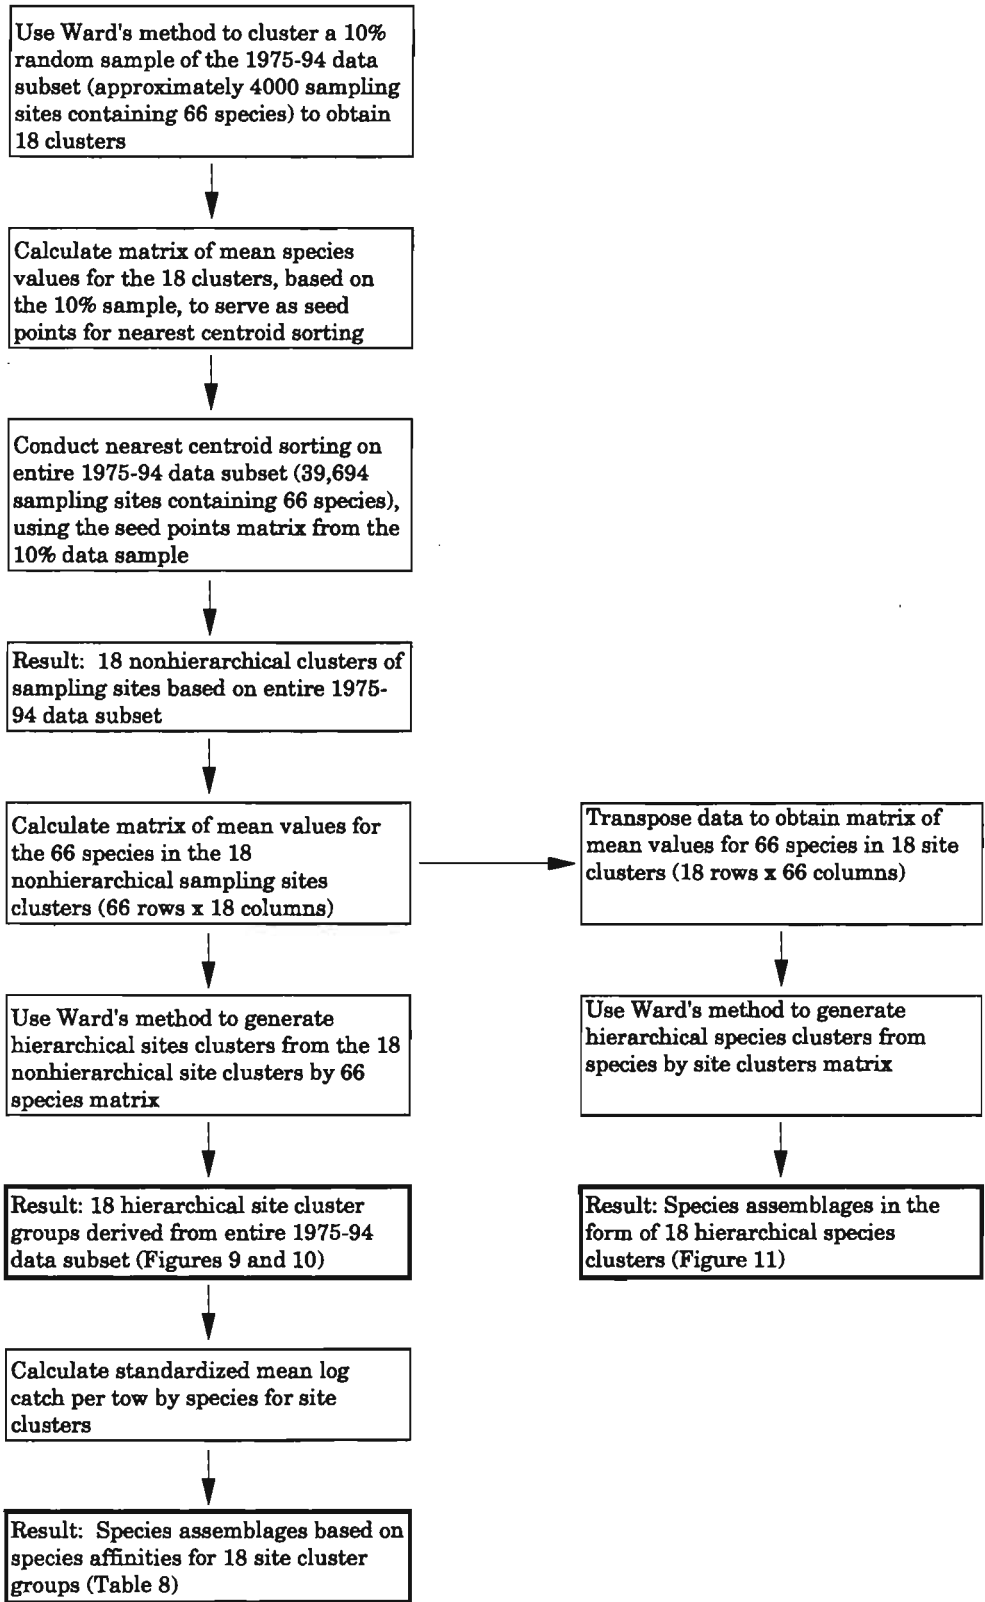 Use Ward's method to cluster a 10%
random sample of the 1975-94 data
subset (approximately 4000 sampling
sites containing 66 species) to obtain
18 clusters
Calculate matrix of mean species
values for the 18 clusters, based on
the 10% sample, to serve as seed
points for nearest centroid sorting
Conduct nearest centroid sorting on
entire 1975-94 data subset (39,694
sampling sites containing 66 species),
using the seed points matrix from the
10% data sample
Result: 18 nonhierarchical clusters of
sampling sites based on entire 1975-
94 data subset
Calculate matrix of mean values for
the 66 species in the 18
nonhierarchical sampling sites
clusters (66 rows x 18 columns)
Transpose data to obtain matrix of
mean values for 66 species in 18 site
clusters (18 rows x 66 columns)
Use Ward's method to generate
hierarchical sites clusters from the 18
nonhierarchical site clusters by 66
species matrix
Use Ward's method to generate
hierarchical species clusters from
species by site clusters matrix
Result: 18 hierarchical site cluster
groups derived from entire 1975-94
data subset (Figures 9 and 10)
Result: Species assemblages in the
form of 18 hierarchical species
clusters (Figure 11)
Calculate standardized mean log
catch per tow by species for site
clusters
Result: Species assemblages based on
species affinities for 18 site cluster
groups (Table 8)